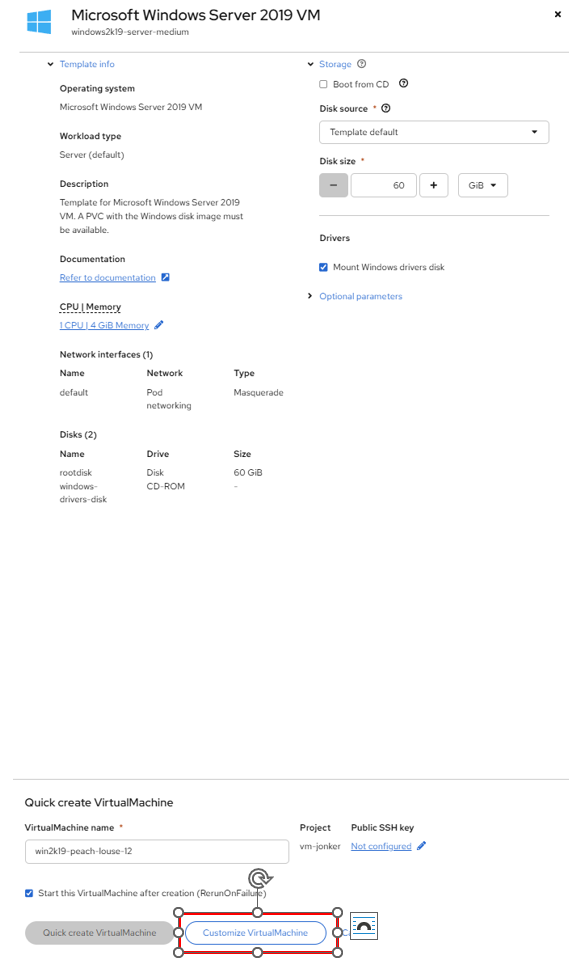 Microsoft Windows Server 2019 VM
windows2k19-server-medium
Template info
Operating system
Microsoft Windows Server 2019 VM
Workload type
Server (default)
Description
Template for Microsoft Windows Server 2019
VM. A PVC with the Windows disk image must
be available.
Documentation
Refer to documentation
CPU | Memory
1 CPU | 4 GiB Memory
Network interfaces (1)
Name Network Type
default Pod networking Masquerade
Disks (2)
Name Drive Size
rootdisk Disk 60 GiB
windows-drivers-disk CD-ROM -
Storage
Boot from CD
Disk source *
Template default
Disk size *
60 GiB
Drivers
Mount Windows drivers disk
Optional parameters
Quick create VirtualMachine
VirtualMachine name * Project Public SSH key
win2k19-peach-louse-12 vm-jonker Not configured
Start this VirtualMachine after creation (RerunOnFailure)
Quick create VirtualMachine Customize VirtualMachine